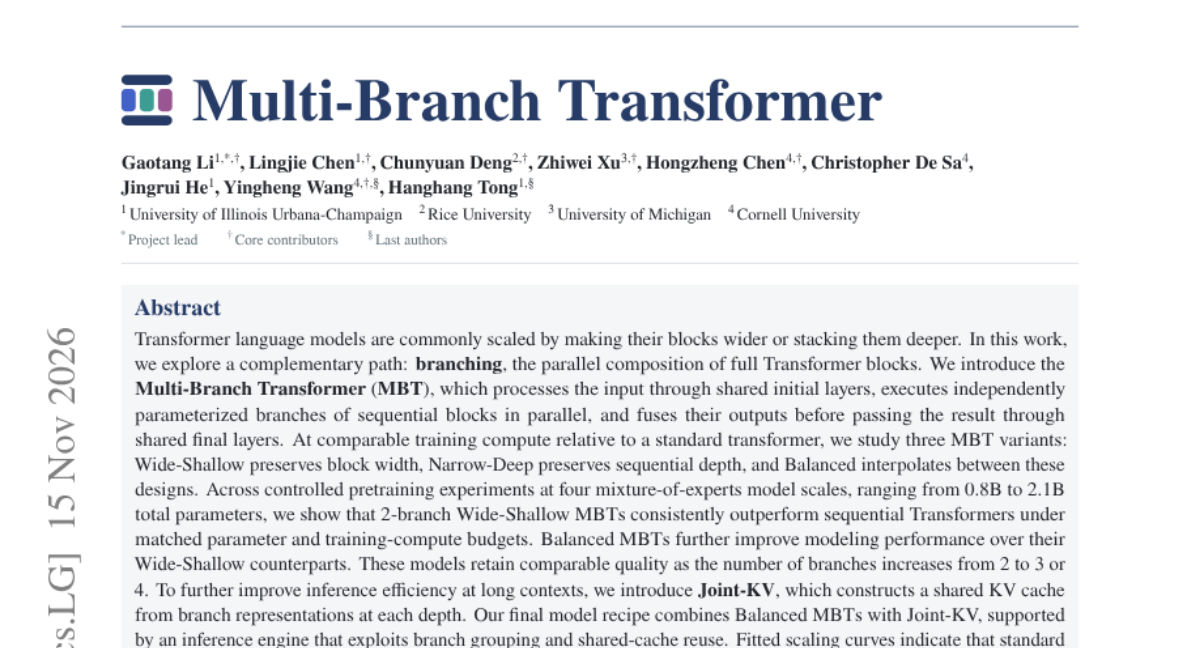 Multi-Branch Transformer
Gaotang Li1,*,†, Lingjie Chen1,†, Chunyuan Deng2,†, Zhiwei Xu3,†, Hongzheng Chen4,†, Christopher De Sa4,
Jingrui He1, Yingheng Wang4,†,§, Hanghang Tong1,§
1 University of Illinois Urbana-Champaign 2 Rice University 3 University of Michigan 4 Cornell University
* Project lead † Core contributors § Last authors
Abstract
Transformer language models are commonly scaled by making their blocks wider or stacking them deeper. In this work,
we explore a complementary path: branching, the parallel composition of full Transformer blocks. We introduce the
Multi-Branch Transformer (MBT), which processes the input through shared initial layers, executes independently
parameterized branches of sequential blocks in parallel, and fuses their outputs before passing the result through
shared final layers. At comparable training compute relative to a standard transformer, we study three MBT variants:
Wide-Shallow preserves block width, Narrow-Deep preserves sequential depth, and Balanced interpolates between these
designs. Across controlled pretraining experiments at four mixture-of-experts model scales, ranging from 0.8B to 2.1B
total parameters, we show that 2-branch Wide-Shallow MBTs consistently outperform sequential Transformers under
matched parameter and training-compute budgets. Balanced MBTs further improve modeling performance over their
Wide-Shallow counterparts. These models retain comparable quality as the number of branches increases from 2 to 3 or
4. To further improve inference efficiency at long contexts, we introduce Joint-KV, which constructs a shared KV cache
from branch representations at each depth. Our final model recipe combines Balanced MBTs with Joint-KV, supported
by an inference engine that exploits branch grouping and shared-cache reuse. Fitted scaling curves indicate that standard
cs.LG] 15 Nov 2026